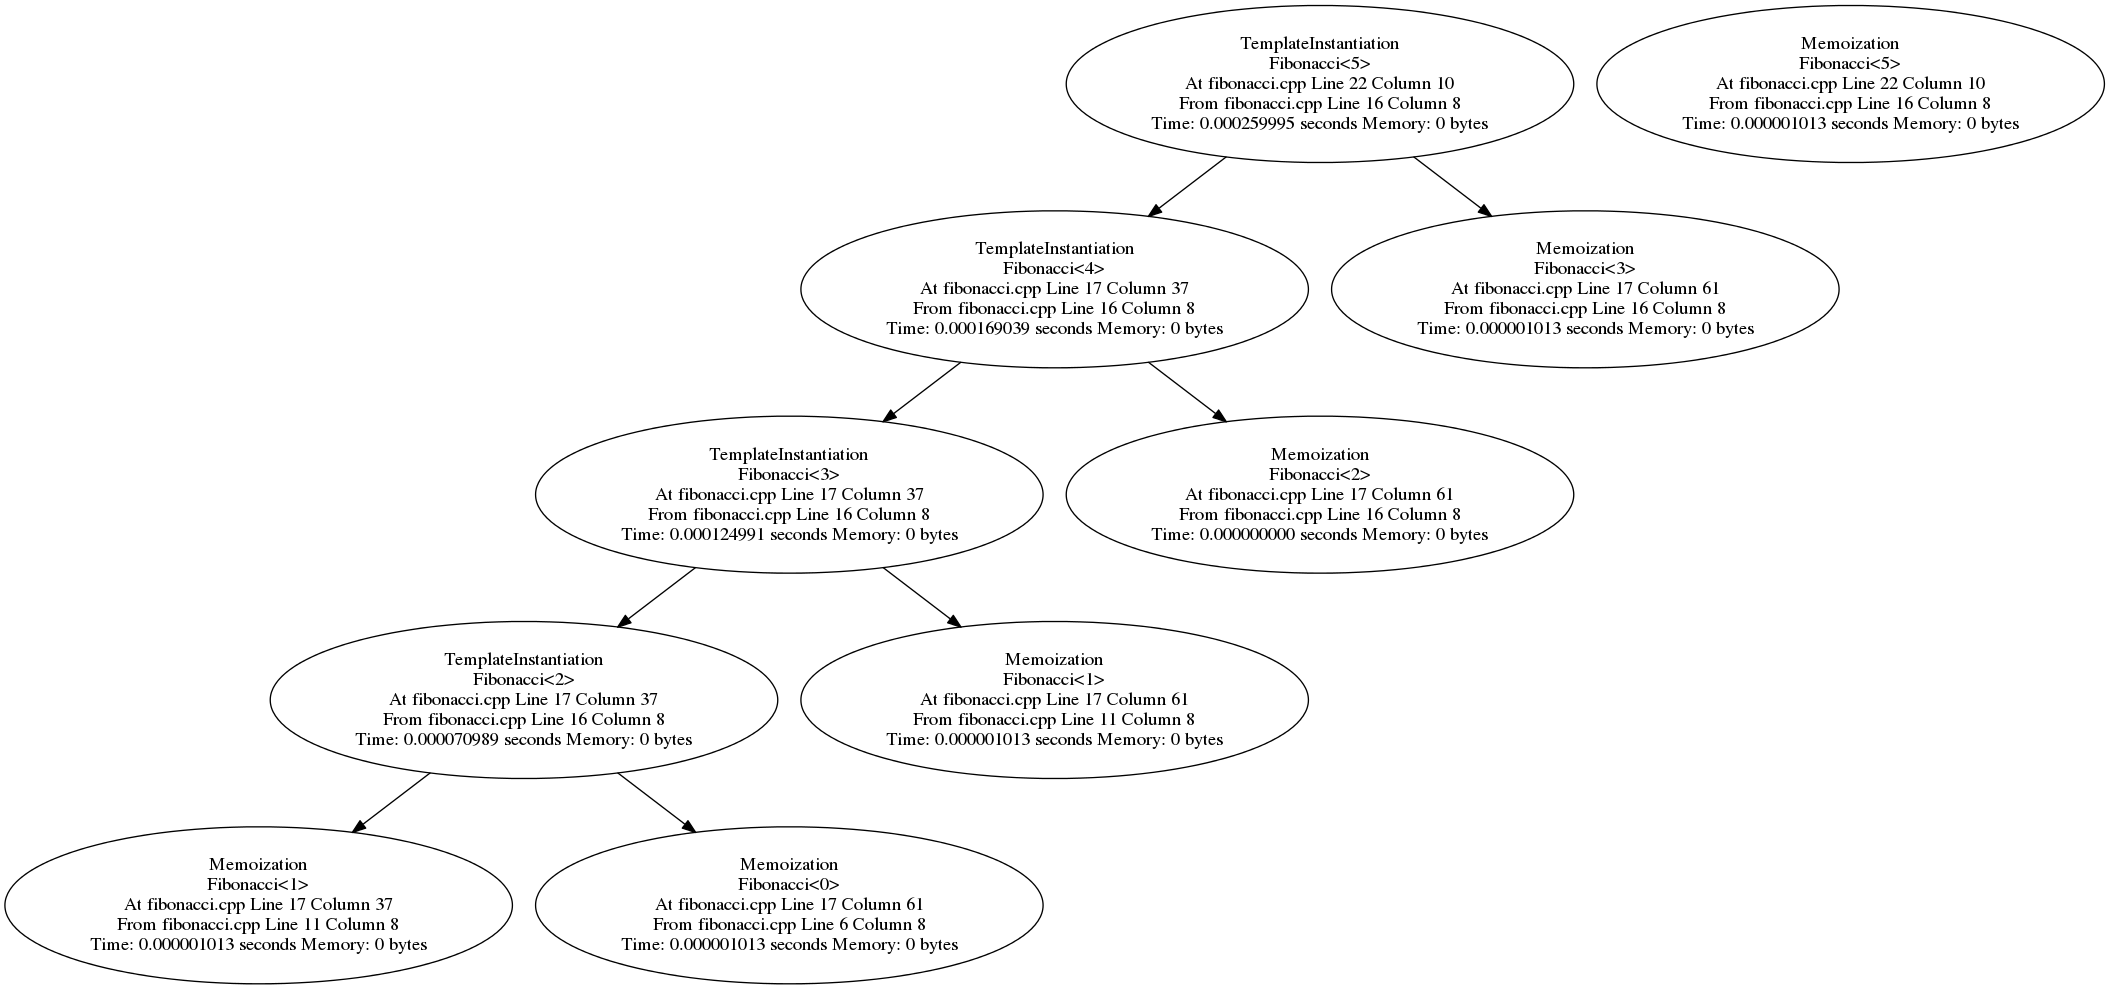 TemplateInstantiation
Fibonacci<5>
At fibonacci.cpp Line 22 Column 10
From fibonacci.cpp Line 16 Column 8
Time: 0.000259995 seconds Memory: 0 bytes
Memoization
Fibonacci<5>
At fibonacci.cpp Line 22 Column 10
From fibonacci.cpp Line 16 Column 8
Time: 0.000001013 seconds Memory: 0 bytes
TemplateInstantiation
Fibonacci<4>
At fibonacci.cpp Line 17 Column 37
From fibonacci.cpp Line 16 Column 8
Time: 0.000169039 seconds Memory: 0 bytes
Memoization
Fibonacci<3>
At fibonacci.cpp Line 17 Column 61
From fibonacci.cpp Line 16 Column 8
Time: 0.000001013 seconds Memory: 0 bytes
TemplateInstantiation
Fibonacci<3>
At fibonacci.cpp Line 17 Column 37
From fibonacci.cpp Line 16 Column 8
Time: 0.000124991 seconds Memory: 0 bytes
Memoization
Fibonacci<2>
At fibonacci.cpp Line 17 Column 61
From fibonacci.cpp Line 16 Column 8
Time: 0.000000000 seconds Memory: 0 bytes
TemplateInstantiation
Fibonacci<2>
At fibonacci.cpp Line 17 Column 37
From fibonacci.cpp Line 16 Column 8
Time: 0.000070989 seconds Memory: 0 bytes
Memoization
Fibonacci<1>
At fibonacci.cpp Line 17 Column 61
From fibonacci.cpp Line 11 Column 8
Time: 0.000001013 seconds Memory: 0 bytes
Memoization
Fibonacci<1>
At fibonacci.cpp Line 17 Column 37
From fibonacci.cpp Line 11 Column 8
Time: 0.000001013 seconds Memory: 0 bytes
Memoization
Fibonacci<0>
At fibonacci.cpp Line 17 Column 61
From fibonacci.cpp Line 6 Column 8
Time: 0.000001013 seconds Memory: 0 bytes